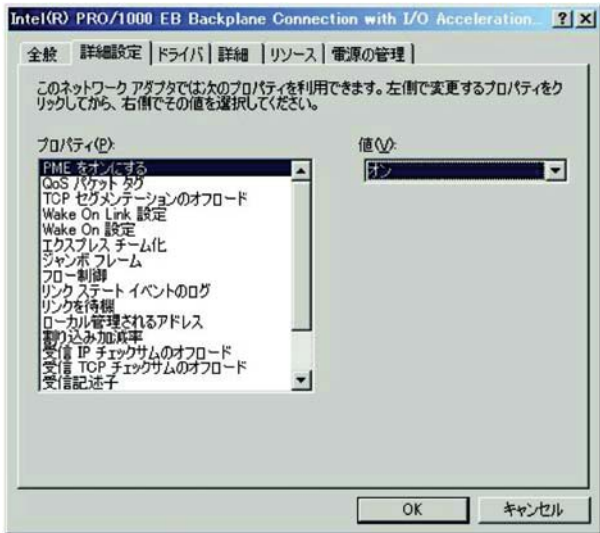 Intel(R) PRO/1000 EB Backplane Connection with I/O Acceleration...
全般 詳細設定 ドライバ 詳細 リソース 電源の管理
このネットワーク アダプタでは次のプロパティを利用できます。左側で変更するプロパティをク
リックしてから、右側でその値を選択してください。
プロパティ(P): 値(V):
PME をオンにする オン
QoS パケット タグ
TCP セグメンテーションのオフロード
Wake On Link 設定
Wake On 設定
エクスプレス チーム化
ジャンボ フレーム
フロー制御
リンク ステート イベントのログ
リンクを待機
ローカル管理されるアドレス
割り込み加減率
受信 IP チェックサムのオフロード
受信 TCP チェックサムのオフロード
受信記述子
OK キャンセル